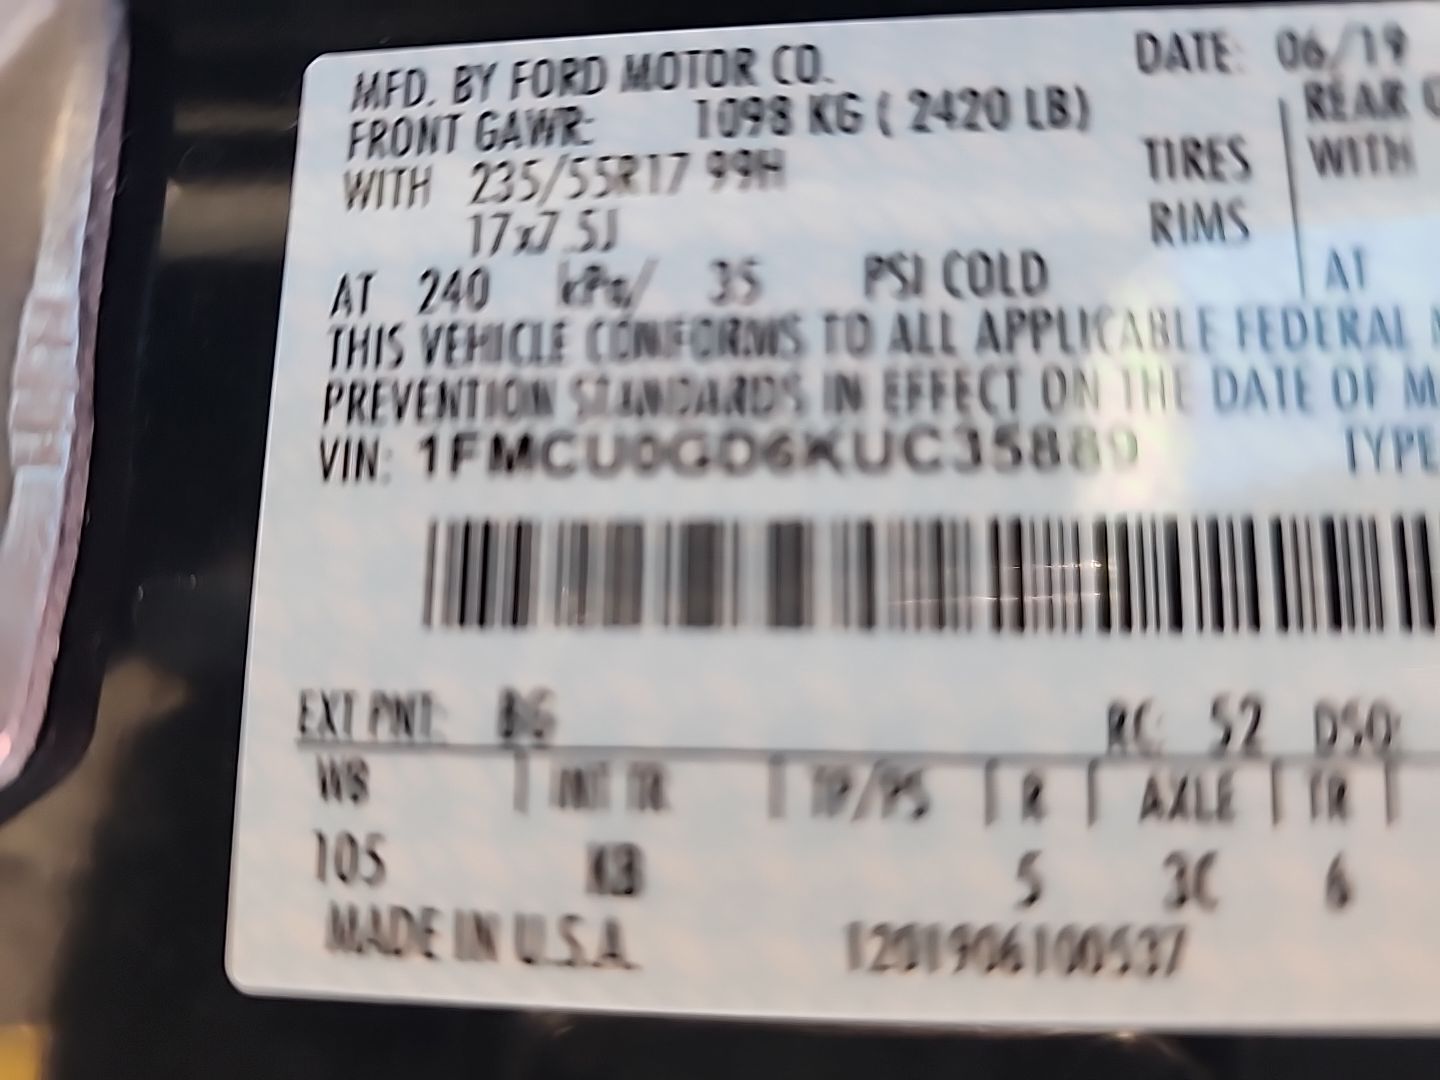 MFD. BY FORD MOTOR CO. DATE: 06/19
FRONT GAWR: 1098 KG ( 2420 LB) REAR
WITH 235/55R17 99H TIRES WITH
17x7.5J RIMS
AT 240 kPa/ 35 PSI COLD AT
THIS VEHICLE CONFORMS TO ALL APPLICABLE FEDERAL
PREVENTION STANDARDS IN EFFECT ON THE DATE OF
VIN: 1FMCU0GD6KUC35889 TYPE
EXT PNT: BG RC: 52 DSO:
WB INT TR TP/PS R AXLE TR
105 KB 5 3C 6
MADE IN U.S.A. 1201906100537